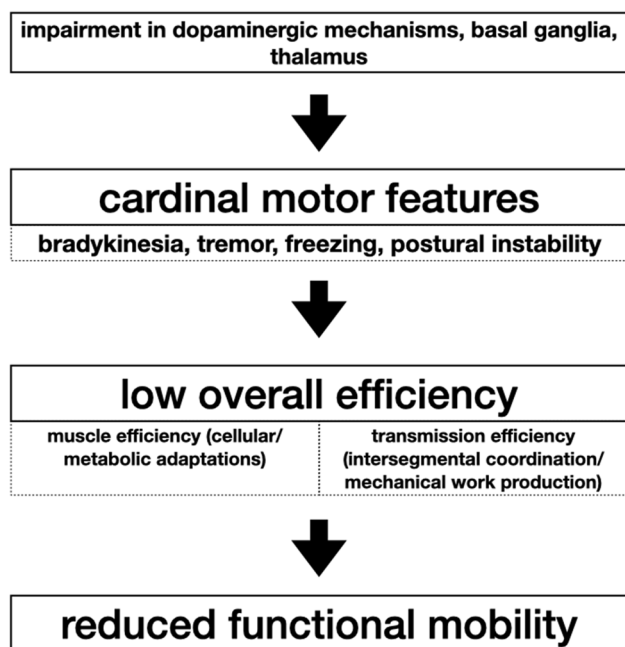 impairment in dopaminergic mechanisms, basal ganglia,
thalamus
cardinal motor features
bradykinesia, tremor, freezing, postural instability
low overall efficiency
muscle efficiency (cellular/
metabolic adaptations)
transmission efficiency
(intersegmental coordination/
mechanical work production)
reduced functional mobility